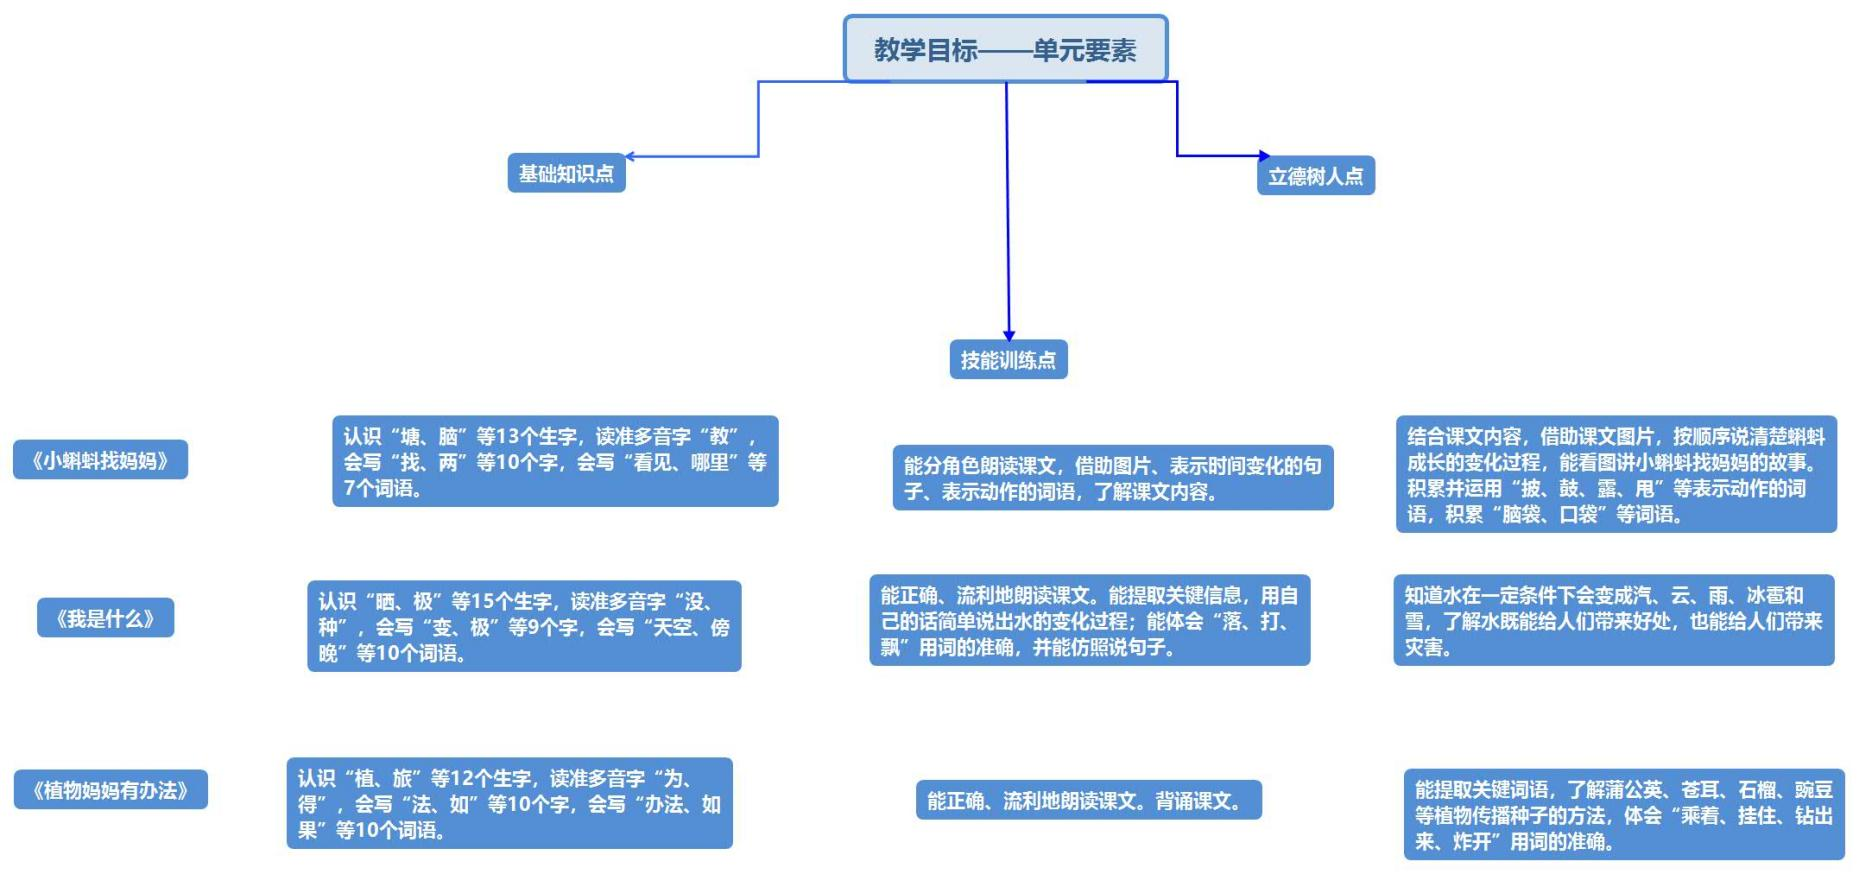 教学目标——单元要素
基础知识点
立德树人点
技能训练点
《小蝌蚪找妈妈》
认识“塘、脑”等13个生字，读准多音字“教”，
会写“找、两”等10个字，会写“看见、哪里”等
7个词语。
能分角色朗读课文，借助图片、表示时间变化的句
子、表示动作的词语，了解课文内容。
结合课文内容，借助课文图片，按顺序说清楚蝌蚪
成长的变化过程，能看图讲小蝌蚪找妈妈的故事。
积累并运用“披、鼓、露、甩”等表示动作的词
语，积累“脑袋、口袋”等词语。
《我是什么》
认识“晒、极”等15个生字，读准多音字“没、
种”，会写“变、极”等9个字，会写“天空、傍
晚”等10个词语。
能正确、流利地朗读课文。能提取关键信息，用自
己的话简单说出水的变化过程；能体会“落、打、
飘”用词的准确，并能仿照说句子。
知道水在一定条件下会变成汽、云、雨、冰雹和
雪，了解水既能给人们带来好处，也能给人们带来
灾害。
《植物妈妈有办法》
认识“植、旅”等12个生字，读准多音字“为、
得”，会写“法、如”等10个字，会写“办法、如
果”等10个词语。
能正确、流利地朗读课文。背诵课文。
能提取关键词语，了解蒲公英、苍耳、石榴、豌豆
等植物传播种子的方法，体会“乘着、挂住、钻出
来、炸开”用词的准确。